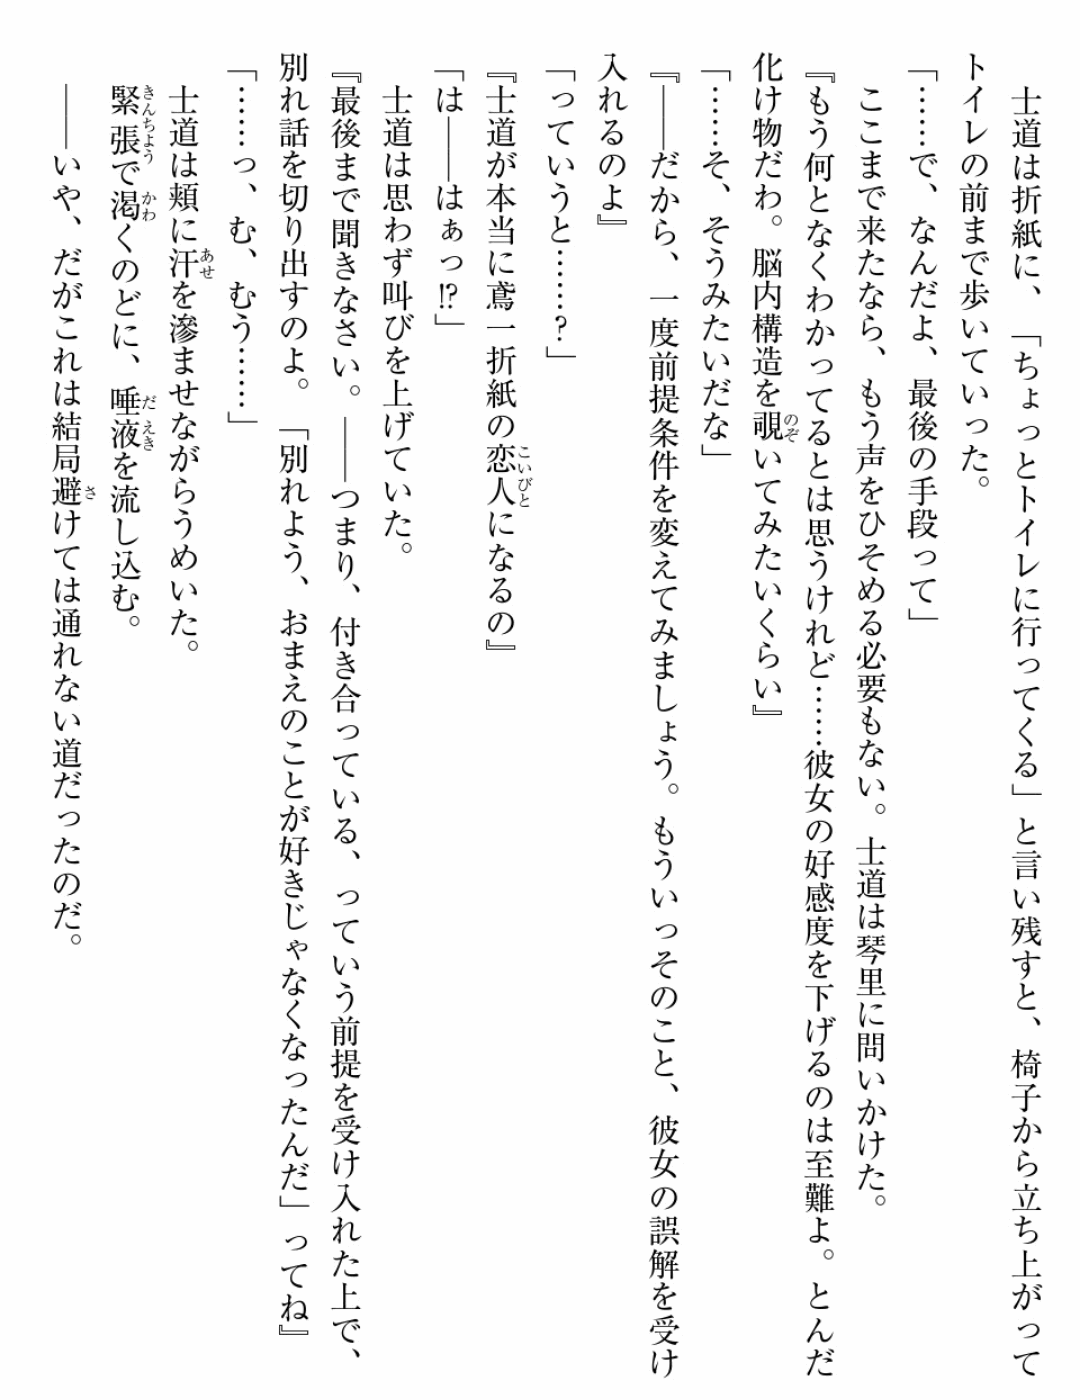 士道は折紙に、「ちょっとトイレに行ってくる」と言い残すと、椅子から立ち上がって
トイレの前まで歩いていった。
「……で、なんだよ、最後の手段って」
　ここまで来たなら、もう声をひそめる必要もない。士道は琴里に問いかけた。
『もう何となくわかってるとは思うけれど……彼女の好感度を下げるのは至難よ。とんだ
化け物だわ。脳内構造を覗いてみたいくらい』
「……そ、そうみたいだな」
『――だから、一度前提条件を変えてみましょう。もういっそのこと、彼女の誤解を受け
入れるのよ』
「っていうと……？」
『士道が本当に鳶一折紙の恋人になるの』
「は――はぁっ!?」
　士道は思わず叫びを上げていた。
『最後まで聞きなさい。――つまり、付き合っている、っていう前提を受け入れた上で、
別れ話を切り出すのよ。「別れよう、おまえのことが好きじゃなくなったんだ」ってね』
「……っ、む、むう……」
　士道は頬に汗を滲ませながらうめいた。
　緊張で渇くのどに、唾液を流し込む。
　――いや、だがこれは結局避けては通れない道だったのだ。